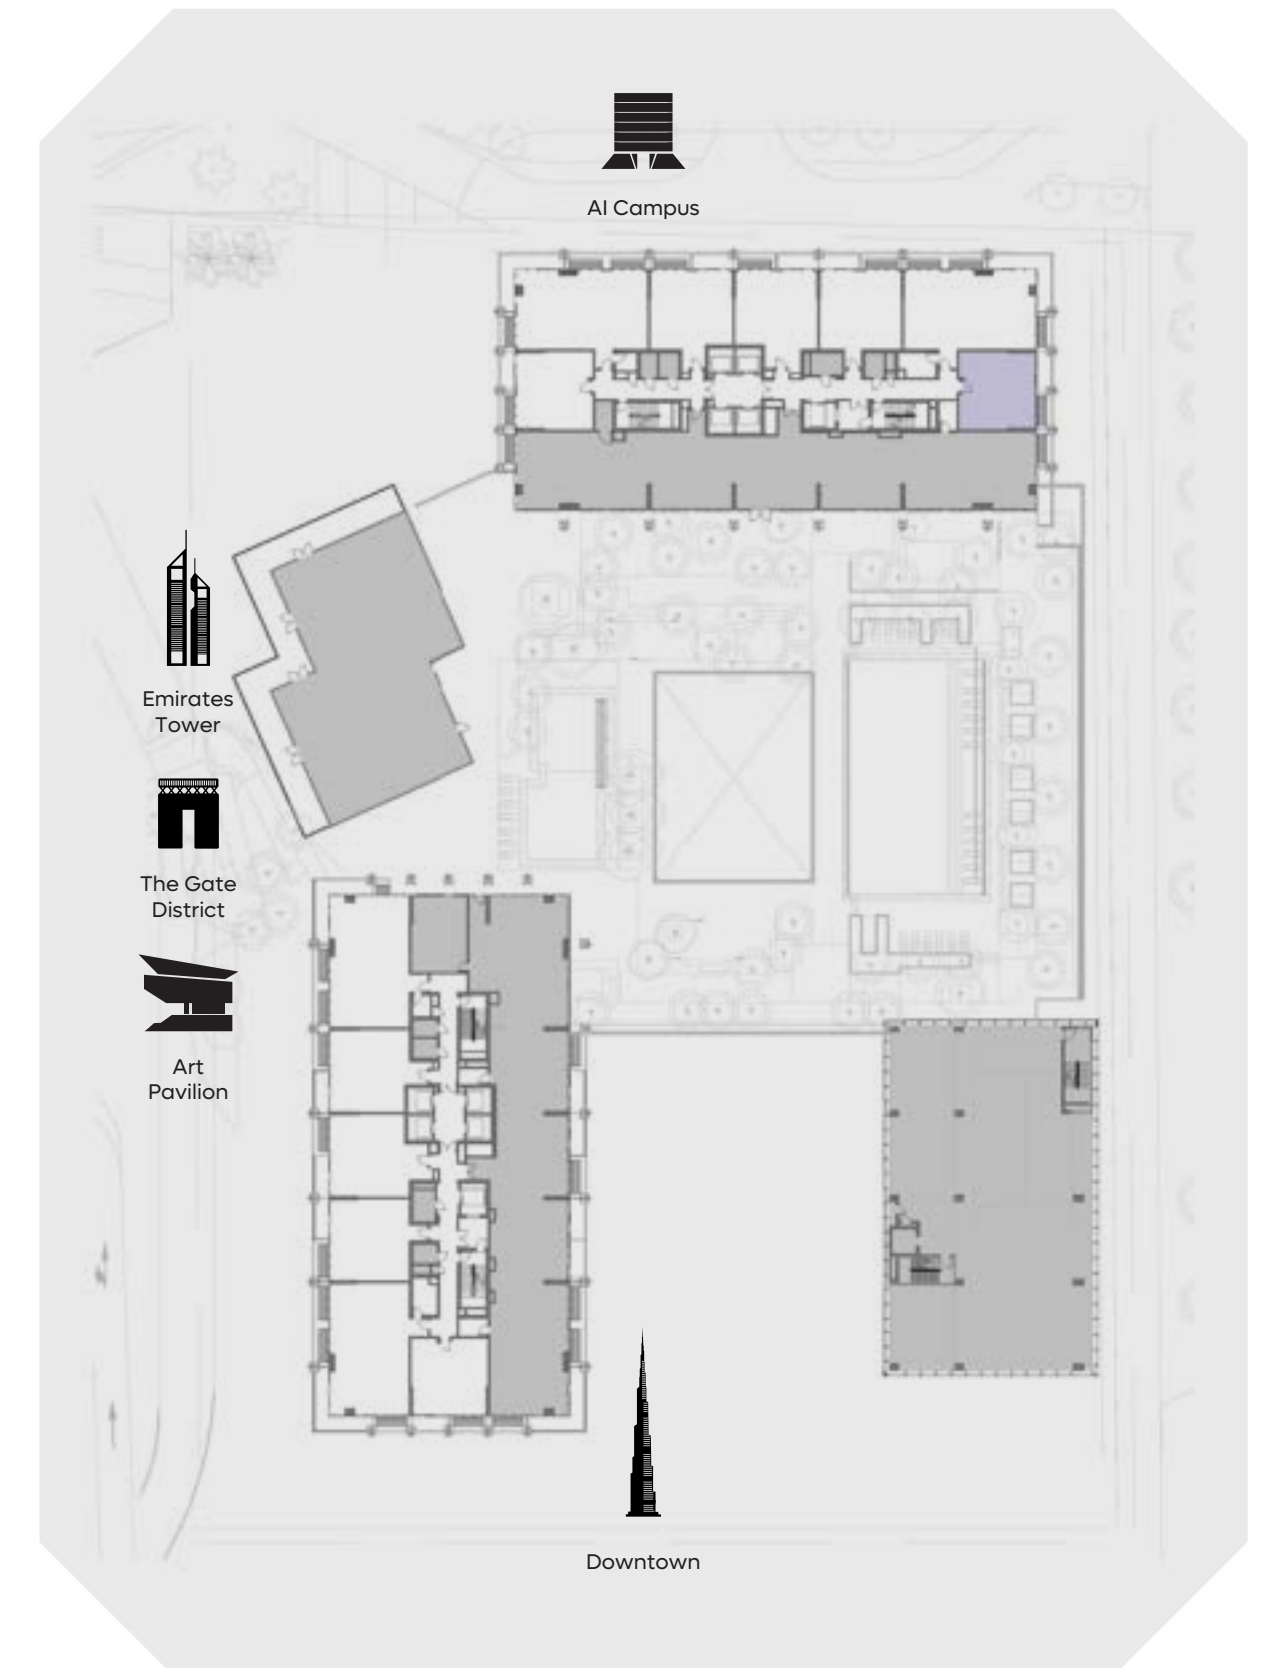 AI Campus
Emirates
Tower
The Gate
District
Art
Pavilion
Downtown